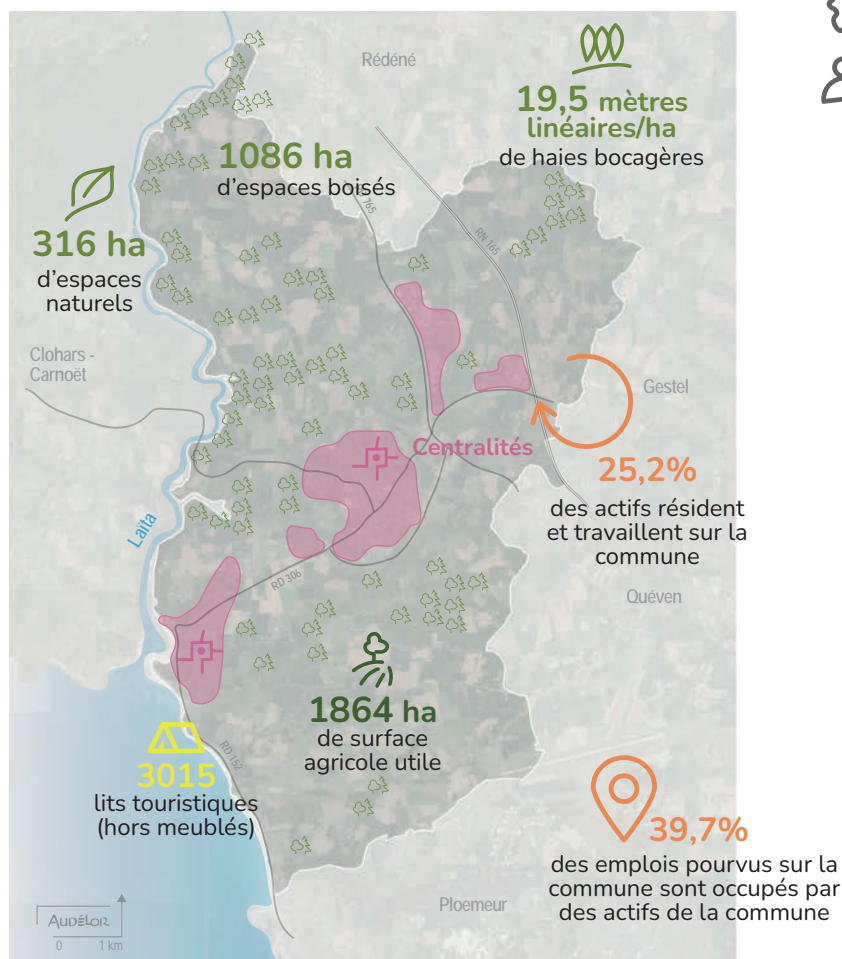 Rédéné
19,5 mètres
linéaires/ha
de haies bocagères
1086 ha
d'espaces boisés
765
RN 165
316 ha
d'espaces
naturels
Clohars -
Carnoët
Gestel
Centralités
25,2%
des actifs résident
et travaillent sur la
commune
Laïta
RD 306
Quéven
1864 ha
de surface
agricole utile
RD 152
3015
lits touristiques
(hors meublés)
39,7%
des emplois pourvus sur la
commune sont occupés par
des actifs de la commune
Ploemeur
AUDÉLOR
0 1 km